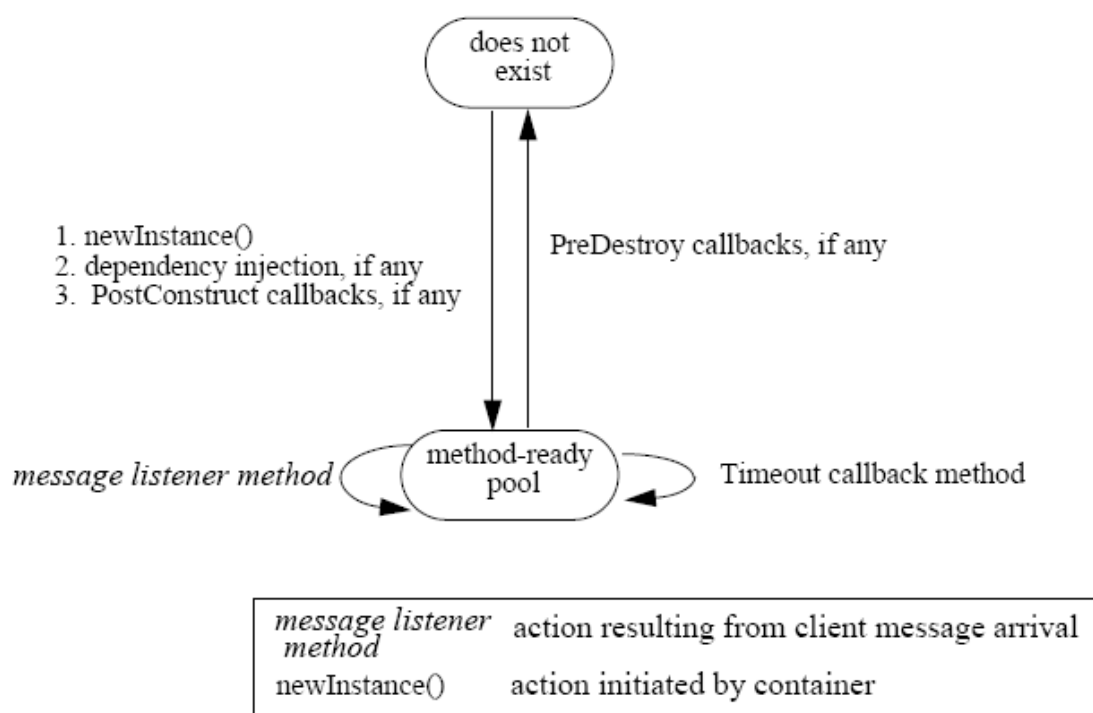 does not
exist
1. newInstance()
2. dependency injection, if any
3. PostConstruct callbacks, if any
PreDestroy callbacks, if any
message listener method
method-ready
pool
Timeout callback method
message listener
method
action resulting from client message arrival
newInstance()
action initiated by container